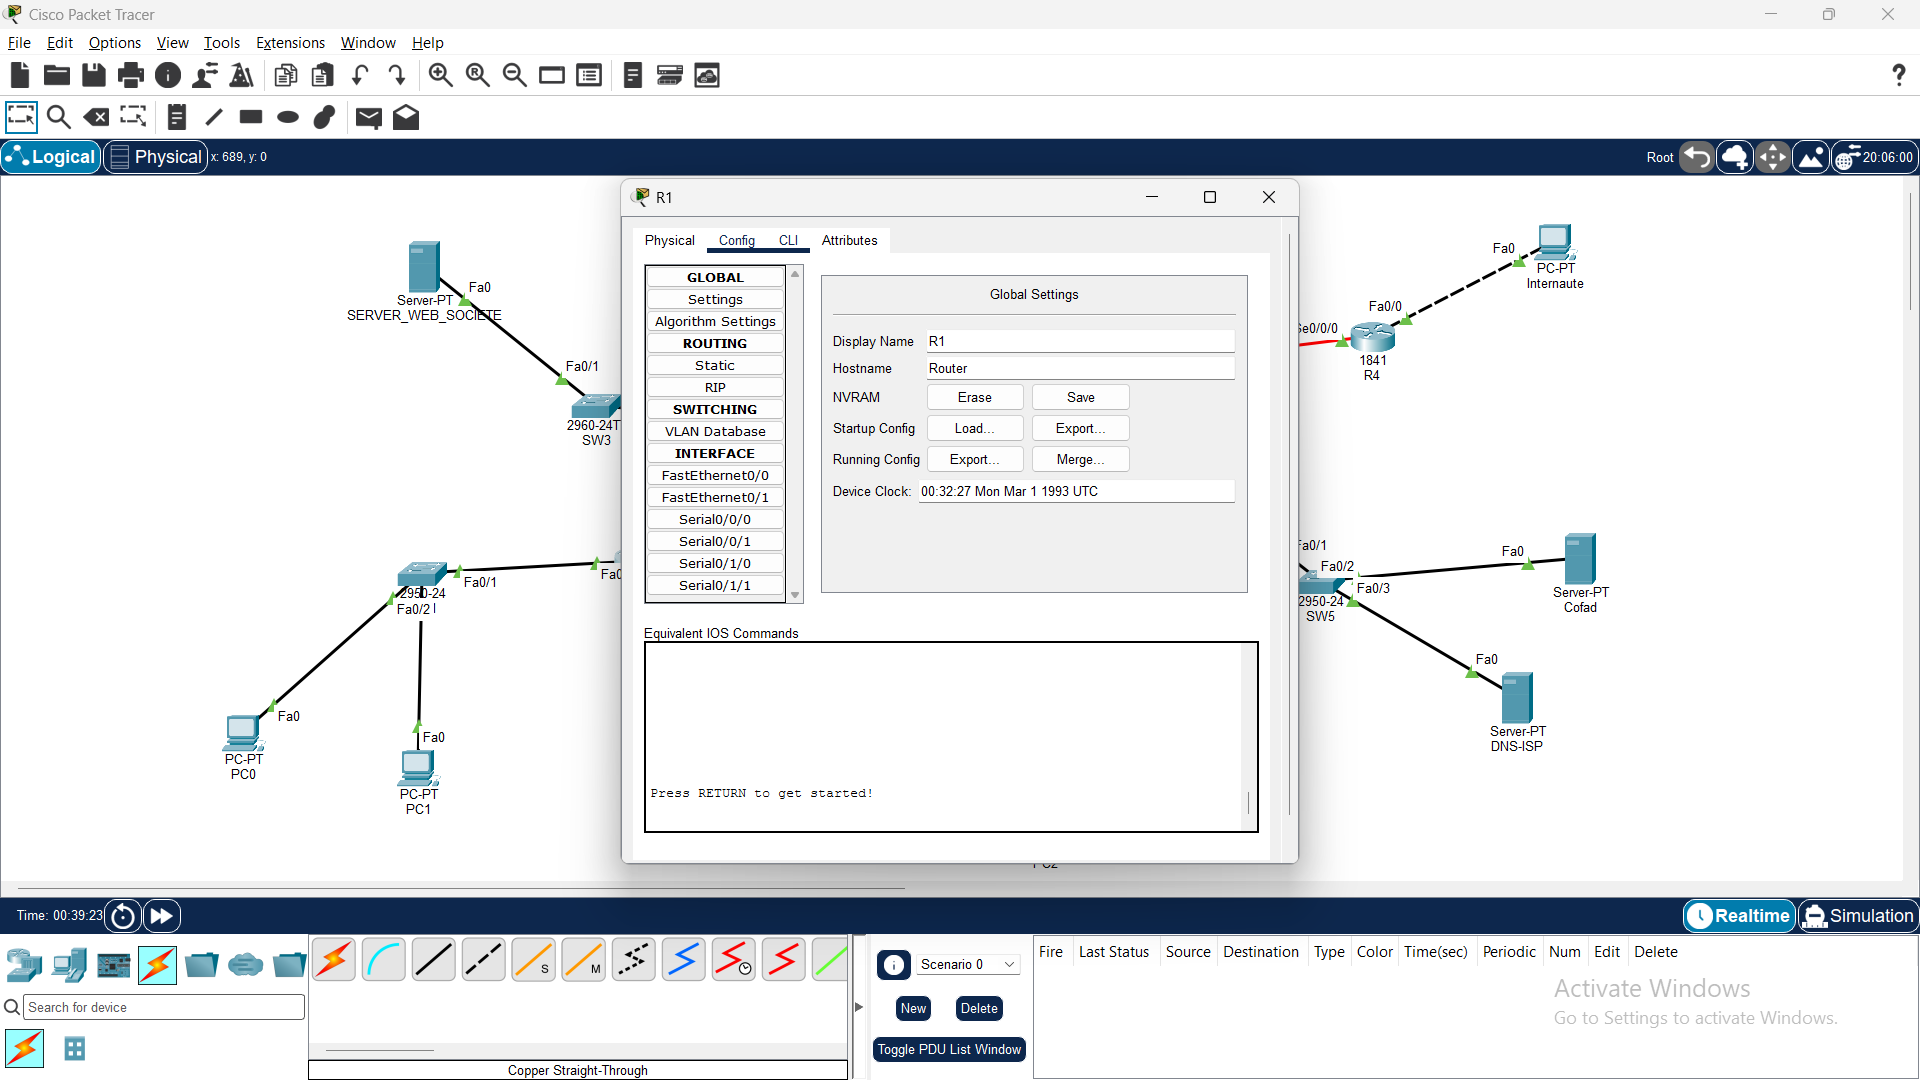 Cisco Packet Tracer
File Edit Options View Tools Extensions Window Help
Logical Physical x: 689, y: 0 Root 20:06:00
R1
Physical Config CLI Attributes
GLOBAL
Settings
Algorithm Settings
ROUTING
Static
RIP
SWITCHING
VLAN Database
INTERFACE
FastEthernet0/0
FastEthernet0/1
Serial0/0/0
Serial0/0/1
Serial0/1/0
Serial0/1/1
Global Settings
Display Name R1
Hostname Router
NVRAM Erase Save
Startup Config Load... Export...
Running Config Export... Merge...
Device Clock: 00:32:27 Mon Mar 1 1993 UTC
Equivalent IOS Commands
Press RETURN to get started!
Fa0
Server-PT
SERVER_WEB_SOCIETE
Fa0/1
2960-24T
SW3
Fa0/1
2950-24
Fa0/2
Fa0
PC-PT
PC0
Fa0
PC-PT
PC1
Fa0
PC-PT
Internaute
Fa0/0
Se0/0/0
1841
R4
Fa0/1
Fa0/2
Fa0/3
2950-24
SW5
Fa0
Server-PT
Cofad
Fa0
Server-PT
DNS-ISP
PC2
Time: 00:39:23 Realtime Simulation
Search for device
S
M
Copper Straight-Through
Scenario 0
New Delete
Toggle PDU List Window
Fire Last Status Source Destination Type Color Time(sec) Periodic Num Edit Delete
Activate Windows
Go to Settings to activate Windows.